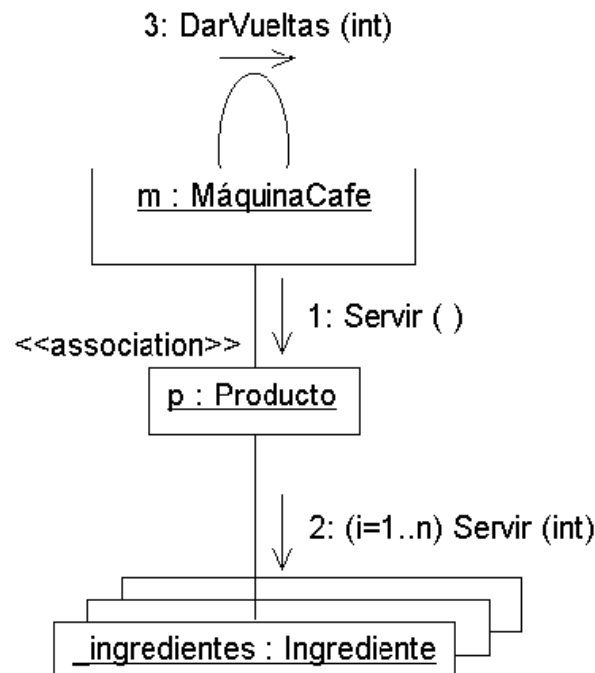 3: DarVueltas (int)
m : MáquinaCafe
1: Servir ( )
<<association>>
p : Producto
2: (i=1..n) Servir (int)
_ingredientes : Ingrediente